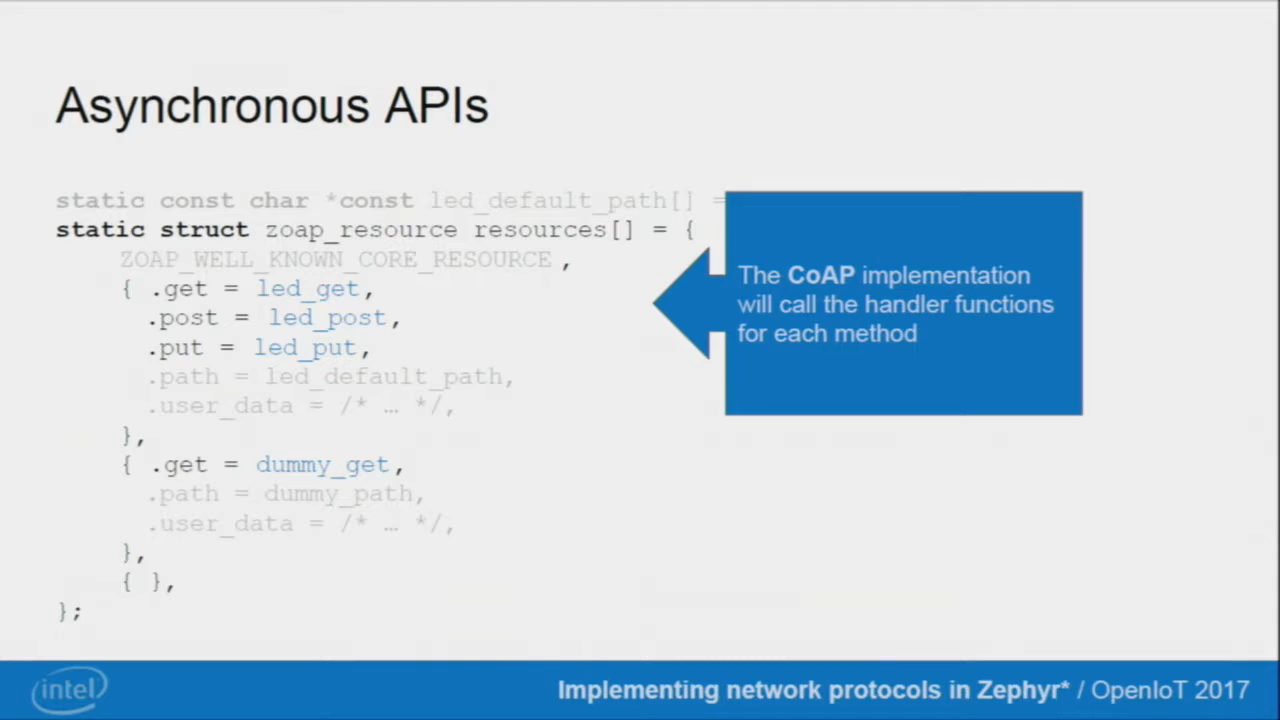 Asynchronous APIs
static const char *const led_default_path[] =
static struct zoap_resource resources[] = {
ZOAP_WELL_KNOWN_CORE_RESOURCE ,
{ .get = led_get,
.post = led_post,
.put = led_put,
.path = led_default_path,
.user_data = /* … */,
},
{ .get = dummy_get,
.path = dummy_path,
.user_data = /* … */,
},
{ },
};
The CoAP implementation
will call the handler functions
for each method
intel
Implementing network protocols in Zephyr* / OpenIoT 2017